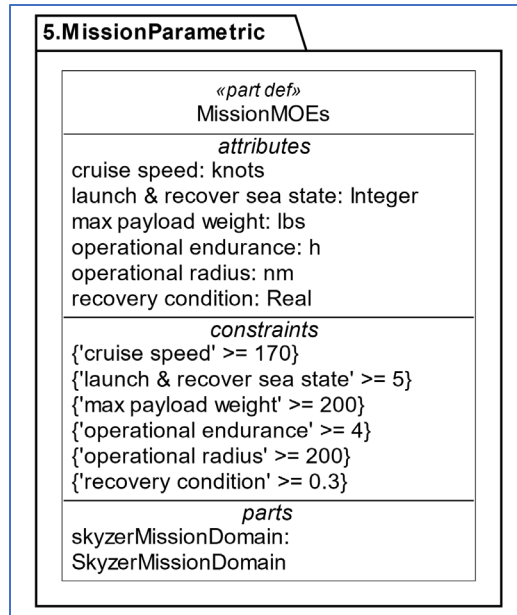 5.MissionParametric
«part def»
MissionMOEs
attributes
cruise speed: knots
launch & recover sea state: Integer
max payload weight: lbs
operational endurance: h
operational radius: nm
recovery condition: Real
constraints
{'cruise speed' >= 170}
{'launch & recover sea state' >= 5}
{'max payload weight' >= 200}
{'operational endurance' >= 4}
{'operational radius' >= 200}
{'recovery condition' >= 0.3}
parts
skyzerMissionDomain:
SkyzerMissionDomain